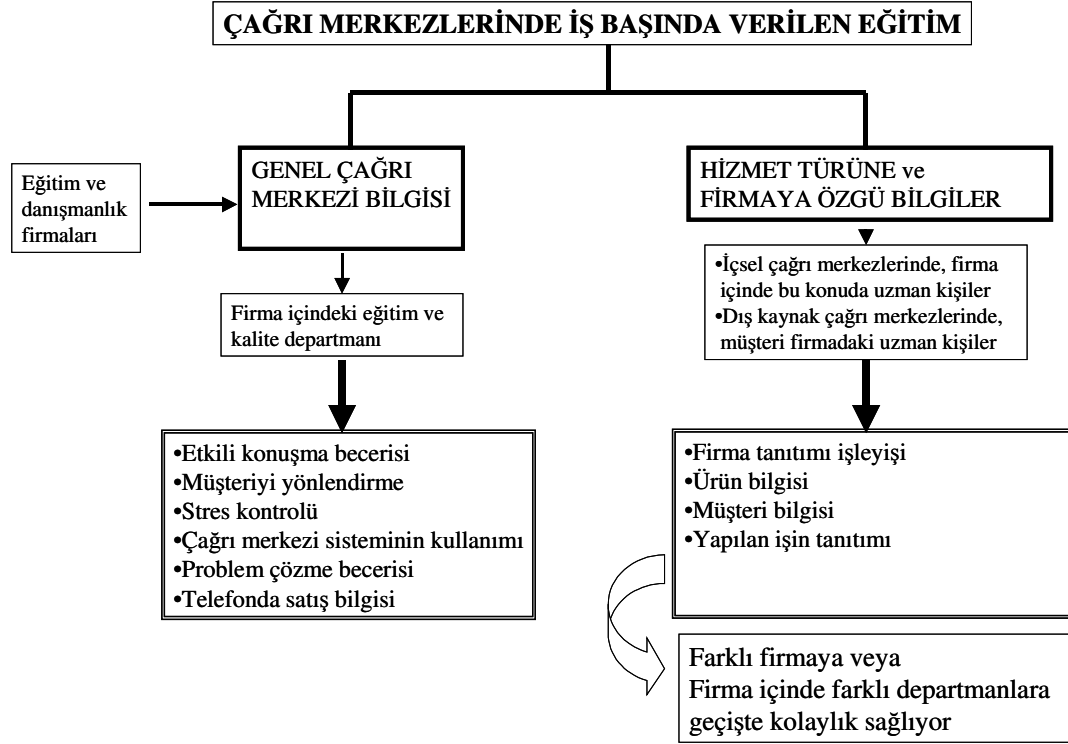 ÇAĞRI MERKEZLERİNDE İŞ BAŞINDA VERİLEN EĞİTİM
Eğitim ve
danışmanlık
firmaları
GENEL ÇAĞRI
MERKEZİ BİLGİSİ
HİZMET TÜRÜNE ve
FİRMAYA ÖZGÜ BİLGİLER
Firma içindeki eğitim ve
kalite departmanı
•İçsel çağrı merkezlerinde, firma
içinde bu konuda uzman kişiler
•Dış kaynak çağrı merkezlerinde,
müşteri firmadaki uzman kişiler
•Etkili konuşma becerisi
•Müşteriyi yönlendirme
•Stres kontrolü
•Çağrı merkezi sisteminin kullanımı
•Problem çözme becerisi
•Telefonda satış bilgisi
•Firma tanıtımı işleyişi
•Ürün bilgisi
•Müşteri bilgisi
•Yapılan işin tanıtımı
Farklı firmaya veya
Firma içinde farklı departmanlara
geçişte kolaylık sağlıyor